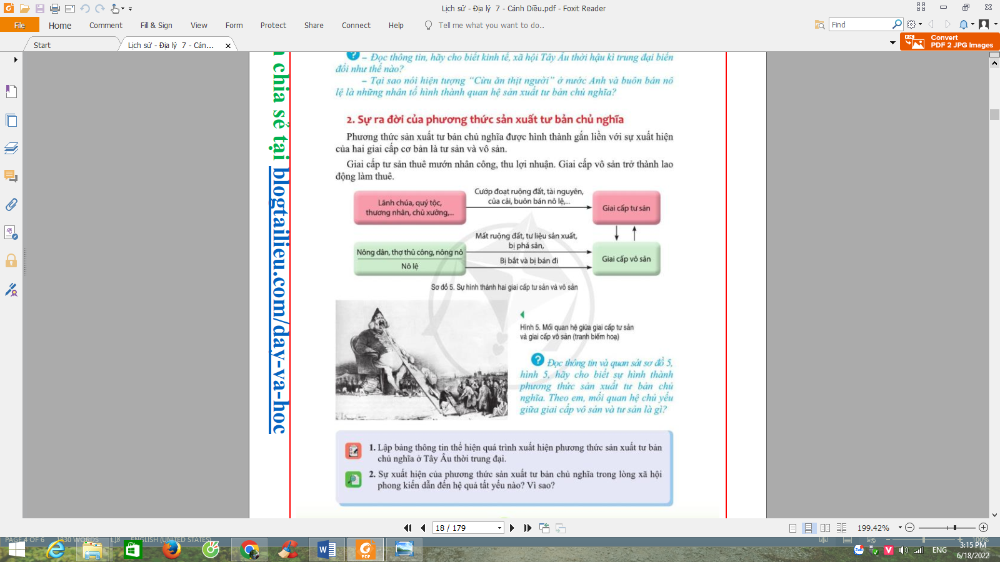 Lịch sử - Địa lý  7 - Cánh Diều.pdf - Foxit Reader
File Home Comment Fill & Sign View Form Protect Share Connect Help Tell me what you want to do.. Find
Start Lịch sử - Địa lý  7 - Cán...
Convert
PDF 2 JPG Images
chia sẻ tại blogtailieu.com/day-va-hoc
– Đọc thông tin, hãy cho biết kinh tế, xã hội Tây Âu thời hậu kì trung đại biến
đổi như thế nào?
– Tại sao nói hiện tượng “Cừu ăn thịt người” ở nước Anh và buôn bán nô
lệ là những nhân tố hình thành quan hệ sản xuất tư bản chủ nghĩa?
2. Sự ra đời của phương thức sản xuất tư bản chủ nghĩa
Phương thức sản xuất tư bản chủ nghĩa được hình thành gắn liền với sự xuất hiện
của hai giai cấp cơ bản là tư sản và vô sản.
Giai cấp tư sản thuê mướn nhân công, thu lợi nhuận. Giai cấp vô sản trở thành lao
động làm thuê.
Lãnh chúa, quý tộc,
thương nhân, chủ xưởng,...
Cướp đoạt ruộng đất, tài nguyên,
của cải, buôn bán nô lệ,...
Giai cấp tư sản
Nông dân, thợ thủ công, nông nô
Nô lệ
Mất ruộng đất, tư liệu sản xuất,
bị phá sản,
Bị bắt và bị bán đi
Giai cấp vô sản
Sơ đồ 5. Sự hình thành hai giai cấp tư sản và vô sản
Hình 5. Mối quan hệ giữa giai cấp tư sản
và giai cấp vô sản (tranh biếm hoạ)
Đọc thông tin và quan sát sơ đồ 5,
hình 5, hãy cho biết sự hình thành
phương thức sản xuất tư bản chủ
nghĩa. Theo em, mối quan hệ chủ yếu
giữa giai cấp vô sản và tư sản là gì?
1. Lập bảng thông tin thể hiện quá trình xuất hiện phương thức sản xuất tư bản
chủ nghĩa ở Tây Âu thời trung đại.
2. Sự xuất hiện của phương thức sản xuất tư bản chủ nghĩa trong lòng xã hội
phong kiến dẫn đến hệ quả tất yếu nào? Vì sao?
18 / 179
199.42%
PAGE 4 OF 6 1830 WORDS ENGLISH (UNITED STATES) 100%
ENG
3:15 PM
6/18/2022